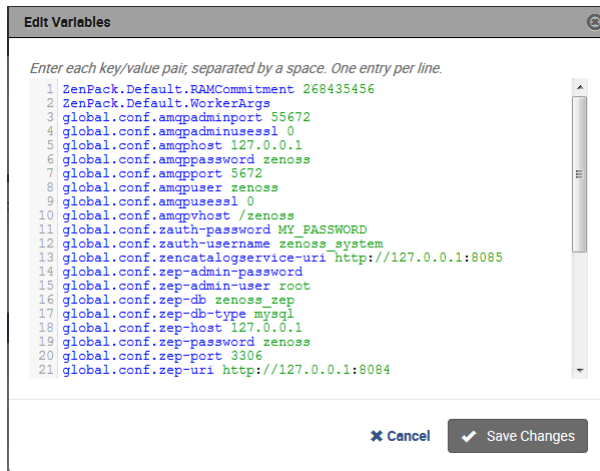 Edit Variables
Enter each key/value pair, separated by a space. One entry per line.
1 ZenPack.Default.RAMCommitment 268435456
2 ZenPack.Default.WorkerArgs
3 global.conf.amqpadminport 55672
4 global.conf.amqpadminusessl 0
5 global.conf.amqphost 127.0.0.1
6 global.conf.amqppassword zenoss
7 global.conf.amqpport 5672
8 global.conf.amqpuser zenoss
9 global.conf.amqpusessl 0
10 global.conf.amqpvhost /zenoss
11 global.conf.zauth-password MY_PASSWORD
12 global.conf.zauth-username zenoss_system
13 global.conf.zencatalogservice-uri http://127.0.0.1:8085
14 global.conf.zep-admin-password
15 global.conf.zep-admin-user root
16 global.conf.zep-db zenoss_zep
17 global.conf.zep-db-type mysql
18 global.conf.zep-host 127.0.0.1
19 global.conf.zep-password zenoss
20 global.conf.zep-port 3306
21 global.conf.zep-uri http://127.0.0.1:8084
Cancel
Save Changes